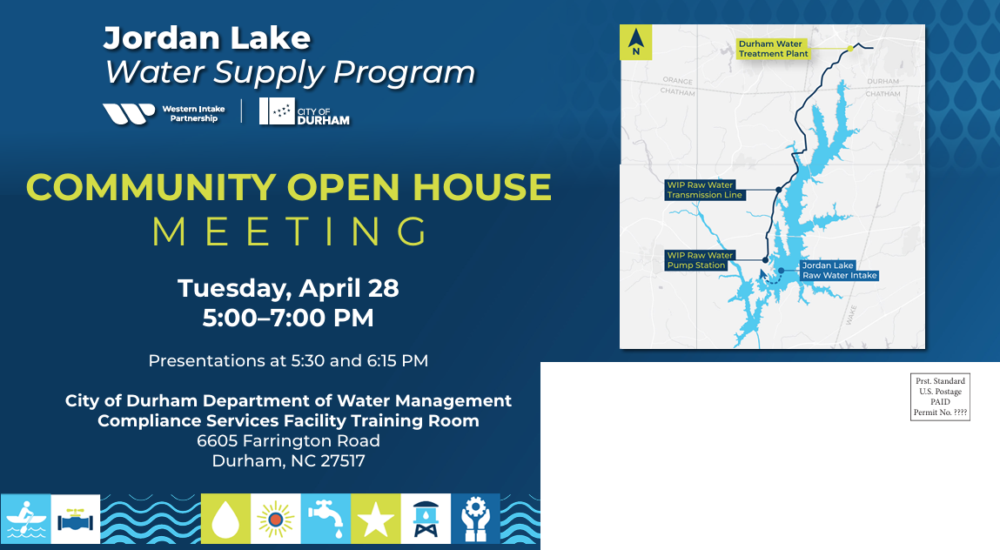 Jordan Lake
Water Supply Program
Western Intake
Partnership
CITY OF
DURHAM
COMMUNITY OPEN HOUSE
MEETING
Tuesday, April 28
5:00–7:00 PM
Presentations at 5:30 and 6:15 PM
City of Durham Department of Water Management
Compliance Services Facility Training Room
6605 Farrington Road
Durham, NC 27517
N
Durham Water
Treatment Plant
ORANGE
CHATHAM
DURHAM
CHATHAM
WIP Raw Water
Transmission Line
WIP Raw Water
Pump Station
Jordan Lake
Raw Water Intake
WAKE
Prst. Standard
U.S. Postage
PAID
Permit No. ????